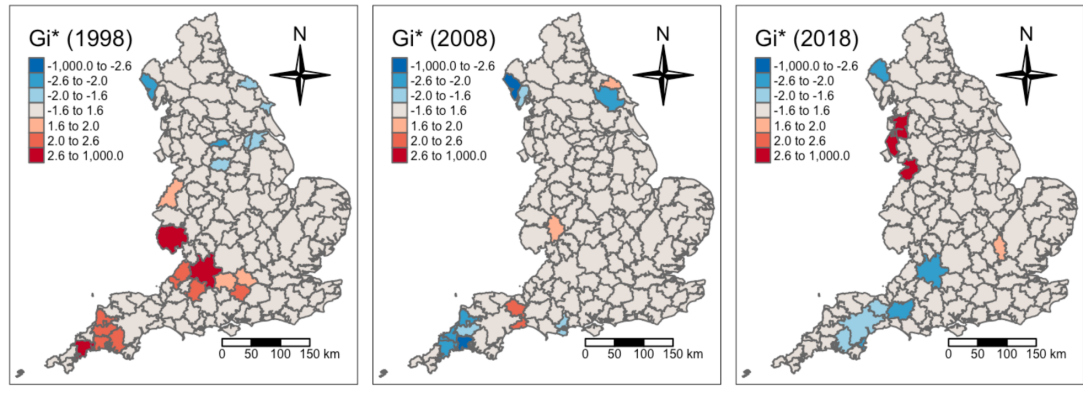 Gi* (1998)
-1,000.0 to -2.6
-2.6 to -2.0
-2.0 to -1.6
-1.6 to 1.6
1.6 to 2.0
2.0 to 2.6
2.6 to 1,000.0
N
0 50 100 150 km
Gi* (2008)
-1,000.0 to -2.6
-2.6 to -2.0
-2.0 to -1.6
-1.6 to 1.6
1.6 to 2.0
2.0 to 2.6
2.6 to 1,000.0
N
0 50 100 150 km
Gi* (2018)
-1,000.0 to -2.6
-2.6 to -2.0
-2.0 to -1.6
-1.6 to 1.6
1.6 to 2.0
2.0 to 2.6
2.6 to 1,000.0
N
0 50 100 150 km